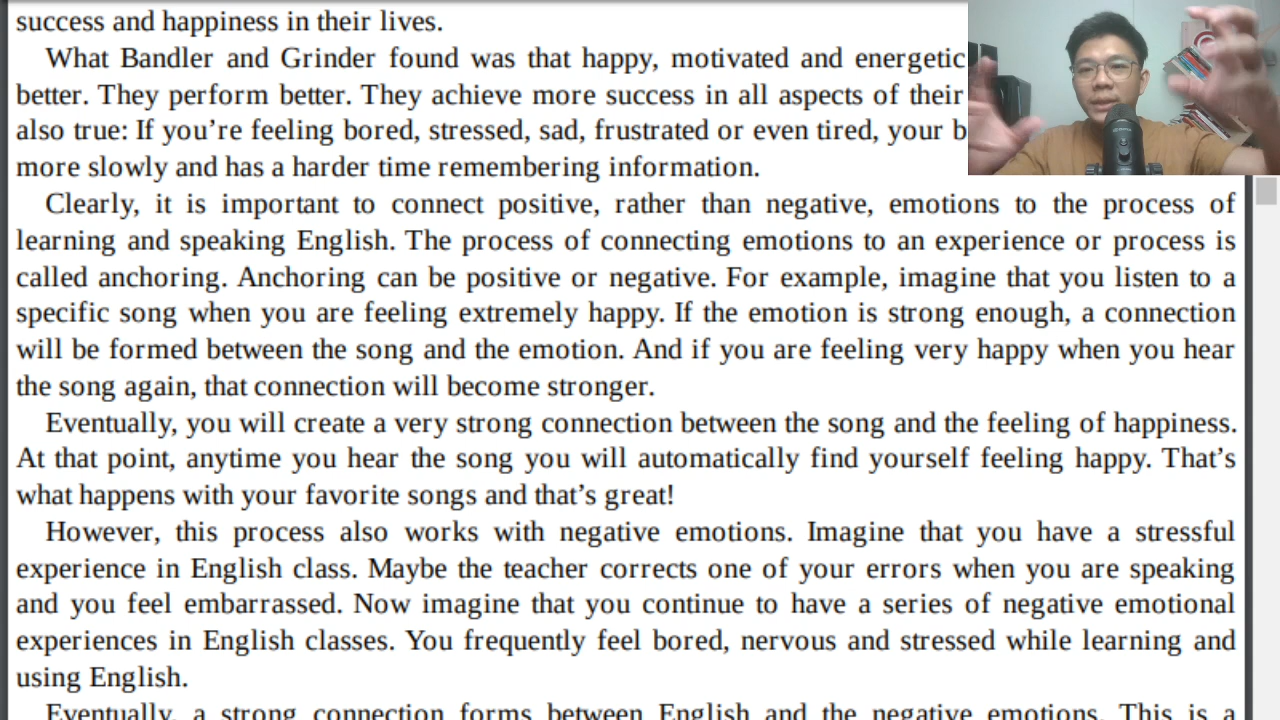 success and happiness in their lives.
What Bandler and Grinder found was that happy, motivated and energetic
better. They perform better. They achieve more success in all aspects of their
also true: If you’re feeling bored, stressed, sad, frustrated or even tired, your
more slowly and has a harder time remembering information.
Clearly, it is important to connect positive, rather than negative, emotions to the process of
learning and speaking English. The process of connecting emotions to an experience or process is
called anchoring. Anchoring can be positive or negative. For example, imagine that you listen to a
specific song when you are feeling extremely happy. If the emotion is strong enough, a connection
will be formed between the song and the emotion. And if you are feeling very happy when you hear
the song again, that connection will become stronger.
Eventually, you will create a very strong connection between the song and the feeling of happiness.
At that point, anytime you hear the song you will automatically find yourself feeling happy. That’s
what happens with your favorite songs and that’s great!
However, this process also works with negative emotions. Imagine that you have a stressful
experience in English class. Maybe the teacher corrects one of your errors when you are speaking
and you feel embarrassed. Now imagine that you continue to have a series of negative emotional
experiences in English classes. You frequently feel bored, nervous and stressed while learning and
using English.
Eventually, a strong connection forms between English and the negative emotions. This is a